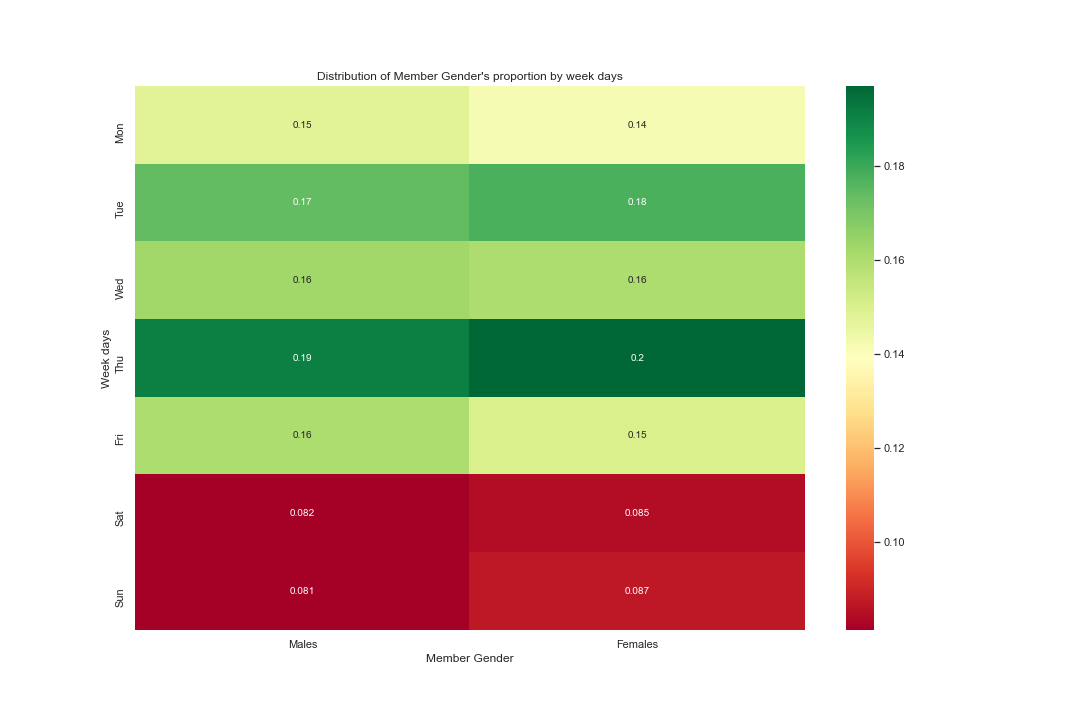 Distribution of Member Gender's proportion by week days
Week days
Mon 0.15 0.14
Tue 0.17 0.18
Wed 0.16 0.16
Thu 0.19 0.2
Fri 0.16 0.15
Sat 0.082 0.085
Sun 0.081 0.087
Males Females
Member Gender
0.18
0.16
0.14
0.12
0.10